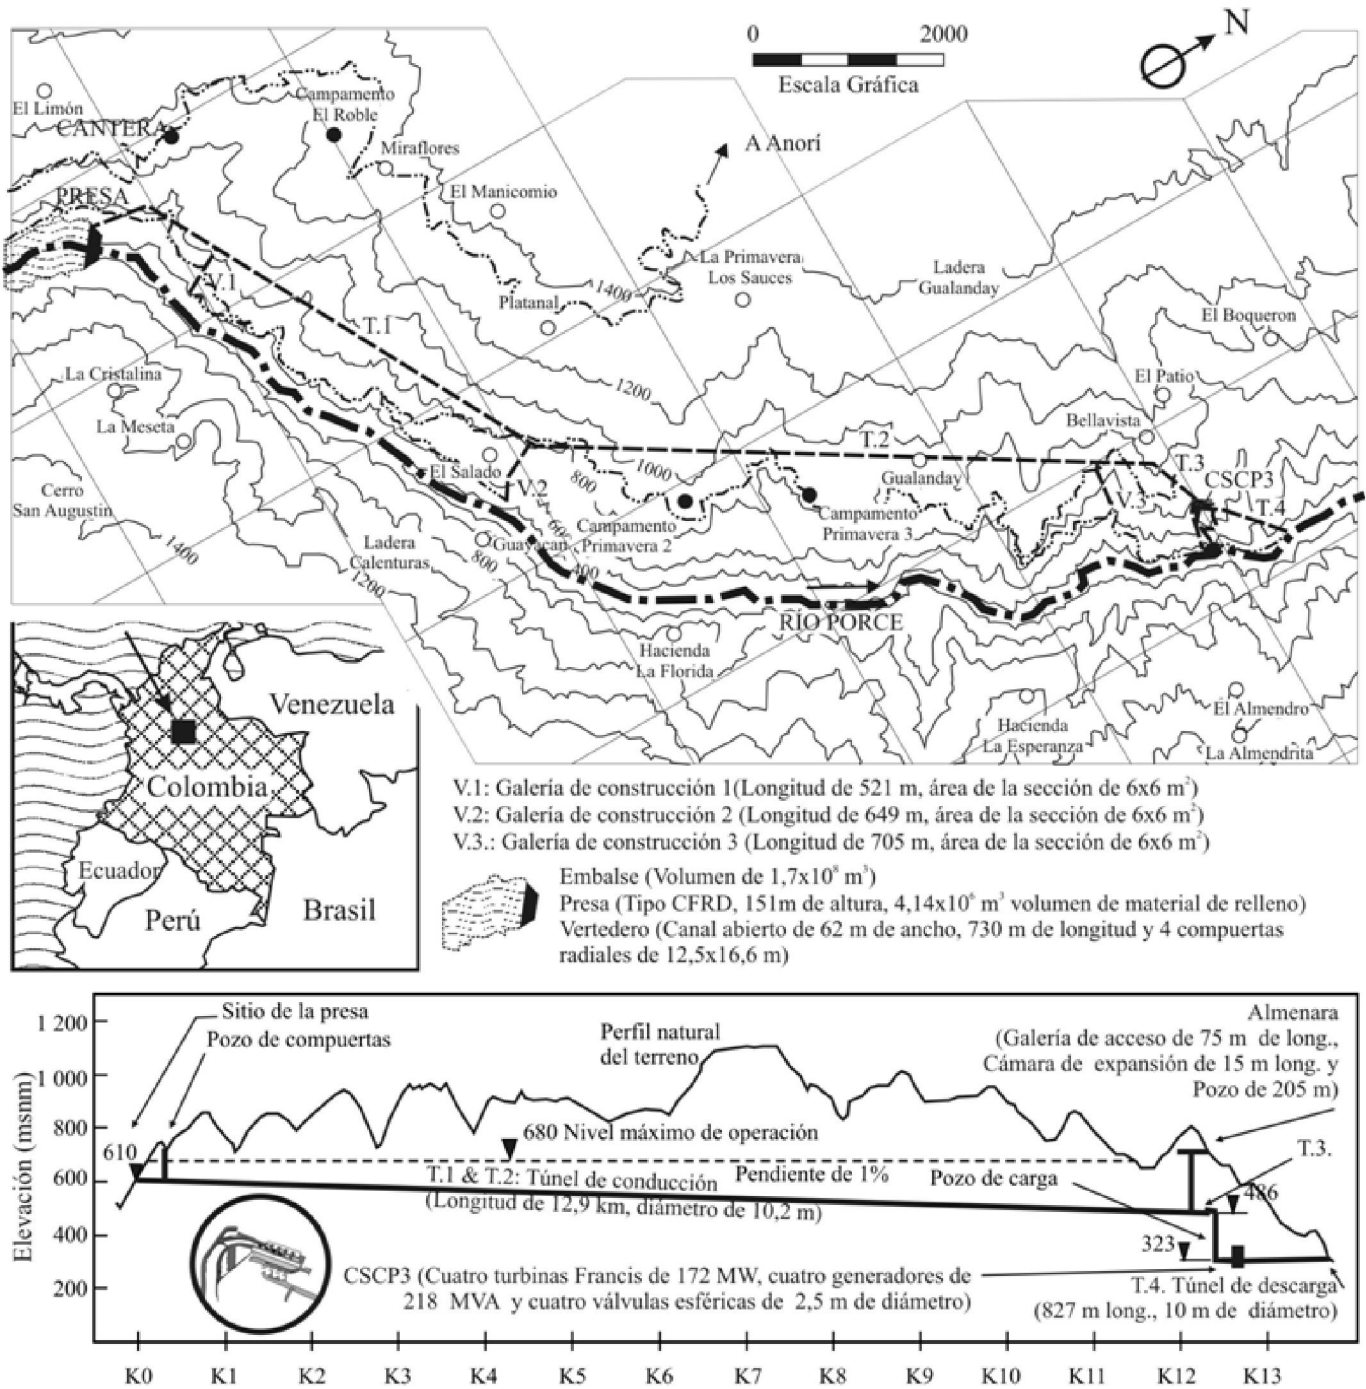 0 2000
Escala Gráfica
N
El Limón
CANTERA
Campamento
El Roble
Miraflores
A Anorí
PRESA
El Manicomio
La Primavera
Los Sauces
Ladera
Gualanday
V.1
1400
Platanal
El Boqueron
T.1
La Cristalina
1200
El Patio
La Meseta
Bellavista
T.2
El Salado
1000
800
Gualanday
T.3
CSCP3
V.2
V.3
T.4
Cerro
San Augustin
600
Campamento
Primavera 2
Campamento
Primavera 3
1400
Ladera
Calenturas
Guayacan
800
400
1200
RÍO PORCE
Hacienda
La Florida
Hacienda
La Esperanza
El Almendro
La Almendrita
Venezuela
Colombia
Ecuador
Perú
Brasil
V.1: Galería de construcción 1(Longitud de 521 m, área de la sección de 6x6 m²)
V.2: Galería de construcción 2 (Longitud de 649 m, área de la sección de 6x6 m²)
V.3.: Galería de construcción 3 (Longitud de 705 m, área de la sección de 6x6 m²)
Embalse (Volumen de 1,7x10⁸ m³)
Presa (Tipo CFRD, 151m de altura, 4,14x10⁶ m³ volumen de material de relleno)
Vertedero (Canal abierto de 62 m de ancho, 730 m de longitud y 4 compuertas
radiales de 12,5x16,6 m)
Elevación (msnm)
1 200
1 000
800
600
400
200
Sitio de la presa
Pozo de compuertas
Perfil natural
del terreno
Almenara
(Galería de acceso de 75 m de long.,
Cámara de expansión de 15 m long. y
Pozo de 205 m)
610
680 Nivel máximo de operación
T.1 & T.2: Túnel de conducción
(Longitud de 12,9 km, diámetro de 10,2 m)
Pendiente de 1%
Pozo de carga
T.3.
486
323
CSCP3 (Cuatro turbinas Francis de 172 MW, cuatro generadores de
218 MVA y cuatro válvulas esféricas de 2,5 m de diámetro)
T.4. Túnel de descarga
(827 m long., 10 m de diámetro)
K0 K1 K2 K3 K4 K5 K6 K7 K8 K9 K10 K11 K12 K13